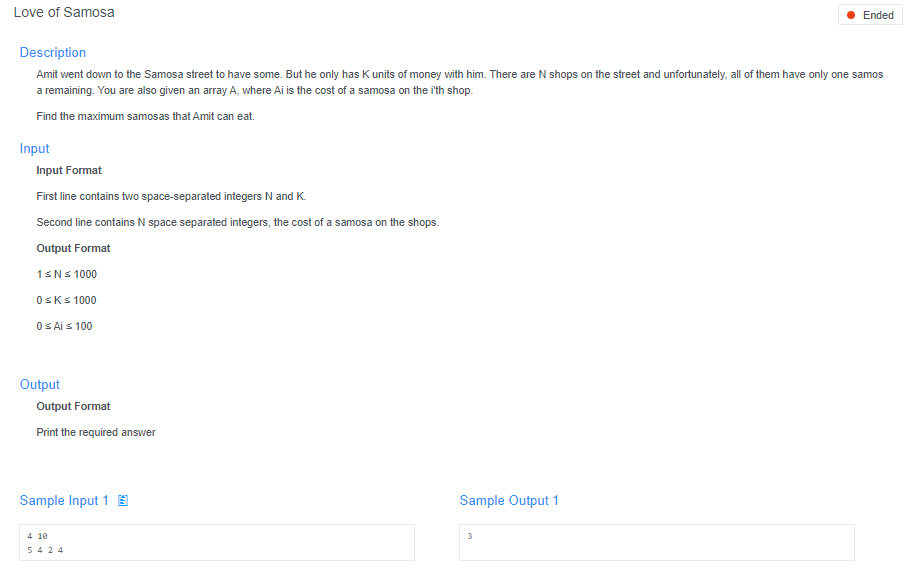 Love of Samosa
Ended
Description
Amit went down to the Samosa street to have some. But he only has K units of money with him. There are N shops on the street and unfortunately, all of them have only one samos
a remaining. You are also given an array A, where Ai is the cost of a samosa on the i'th shop.
Find the maximum samosas that Amit can eat.
Input
Input Format
First line contains two space-separated integers N and K.
Second line contains N space separated integers, the cost of a samosa on the shops.
Output Format
1 ≤ N ≤ 1000
0 ≤ K ≤ 1000
0 ≤ Ai ≤ 100
Output
Output Format
Print the required answer
Sample Input 1
4 10
5 4 2 4
Sample Output 1
3